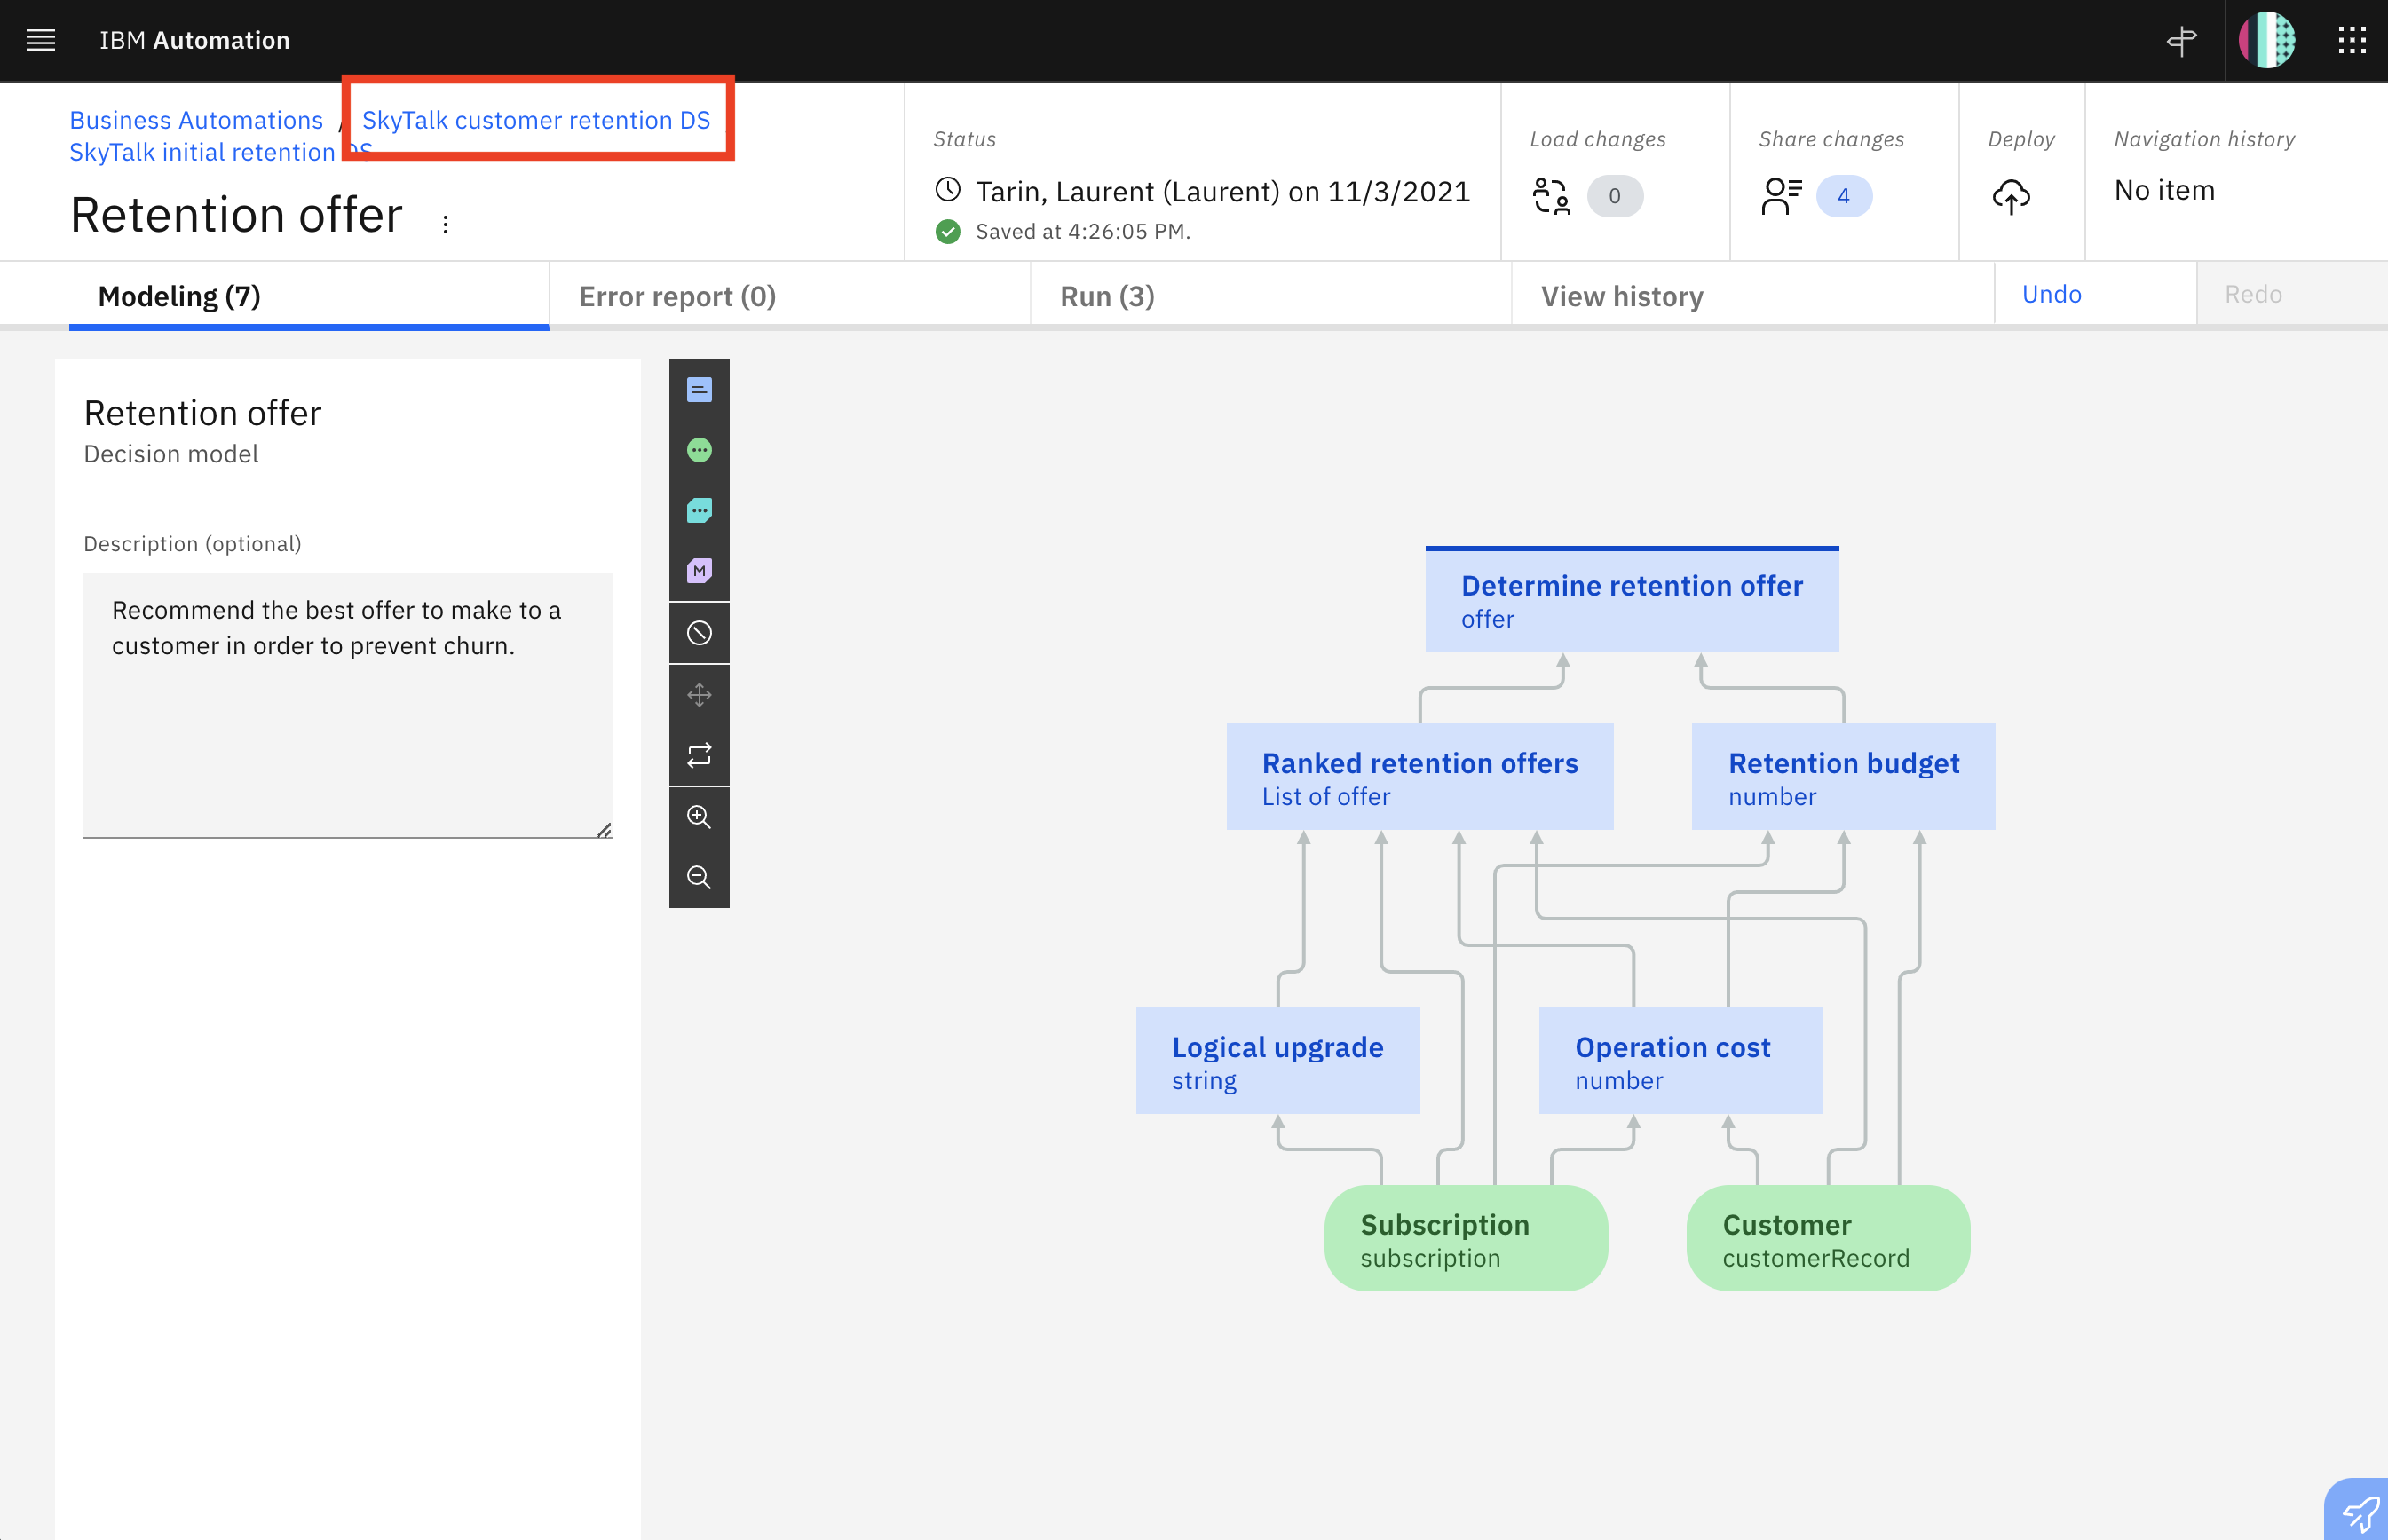 IBM Automation
Business Automations / SkyTalk customer retention DS
SkyTalk initial retention DS
Retention offer
Status
Tarin, Laurent (Laurent) on 11/3/2021
Saved at 4:26:05 PM.
Load changes
0
Share changes
4
Deploy
Navigation history
No item
Modeling (7)
Error report (0)
Run (3)
View history
Undo
Redo
Retention offer
Decision model
Description (optional)
Recommend the best offer to make to a
customer in order to prevent churn.
M
Determine retention offer
offer
Ranked retention offers
List of offer
Retention budget
number
Logical upgrade
string
Operation cost
number
Subscription
subscription
Customer
customerRecord